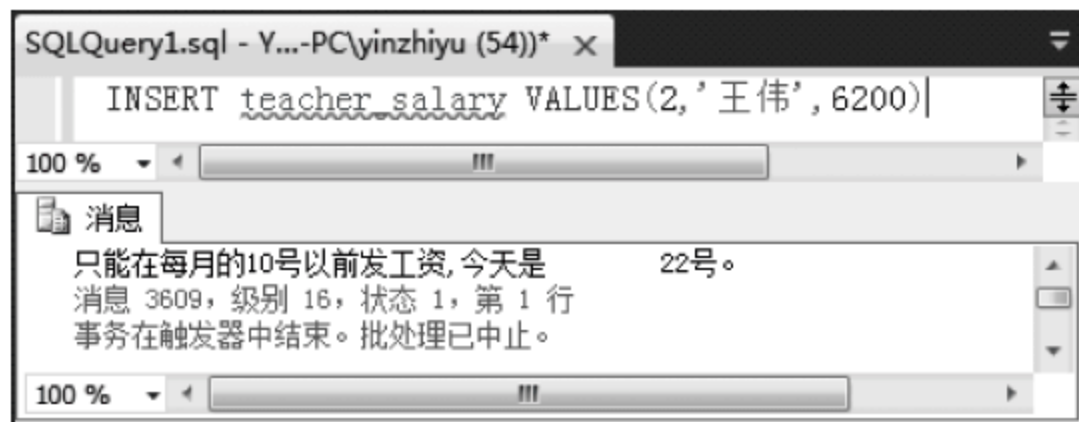 SQLQuery1.sql - Y...-PC\yinzhiyu (54))*
INSERT teacher_salary VALUES(2,'王伟',6200)
100 %
消息
只能在每月的10号以前发工资,今天是 22号。
消息 3609，级别 16，状态 1，第 1 行
事务在触发器中结束。批处理已中止。
100 %